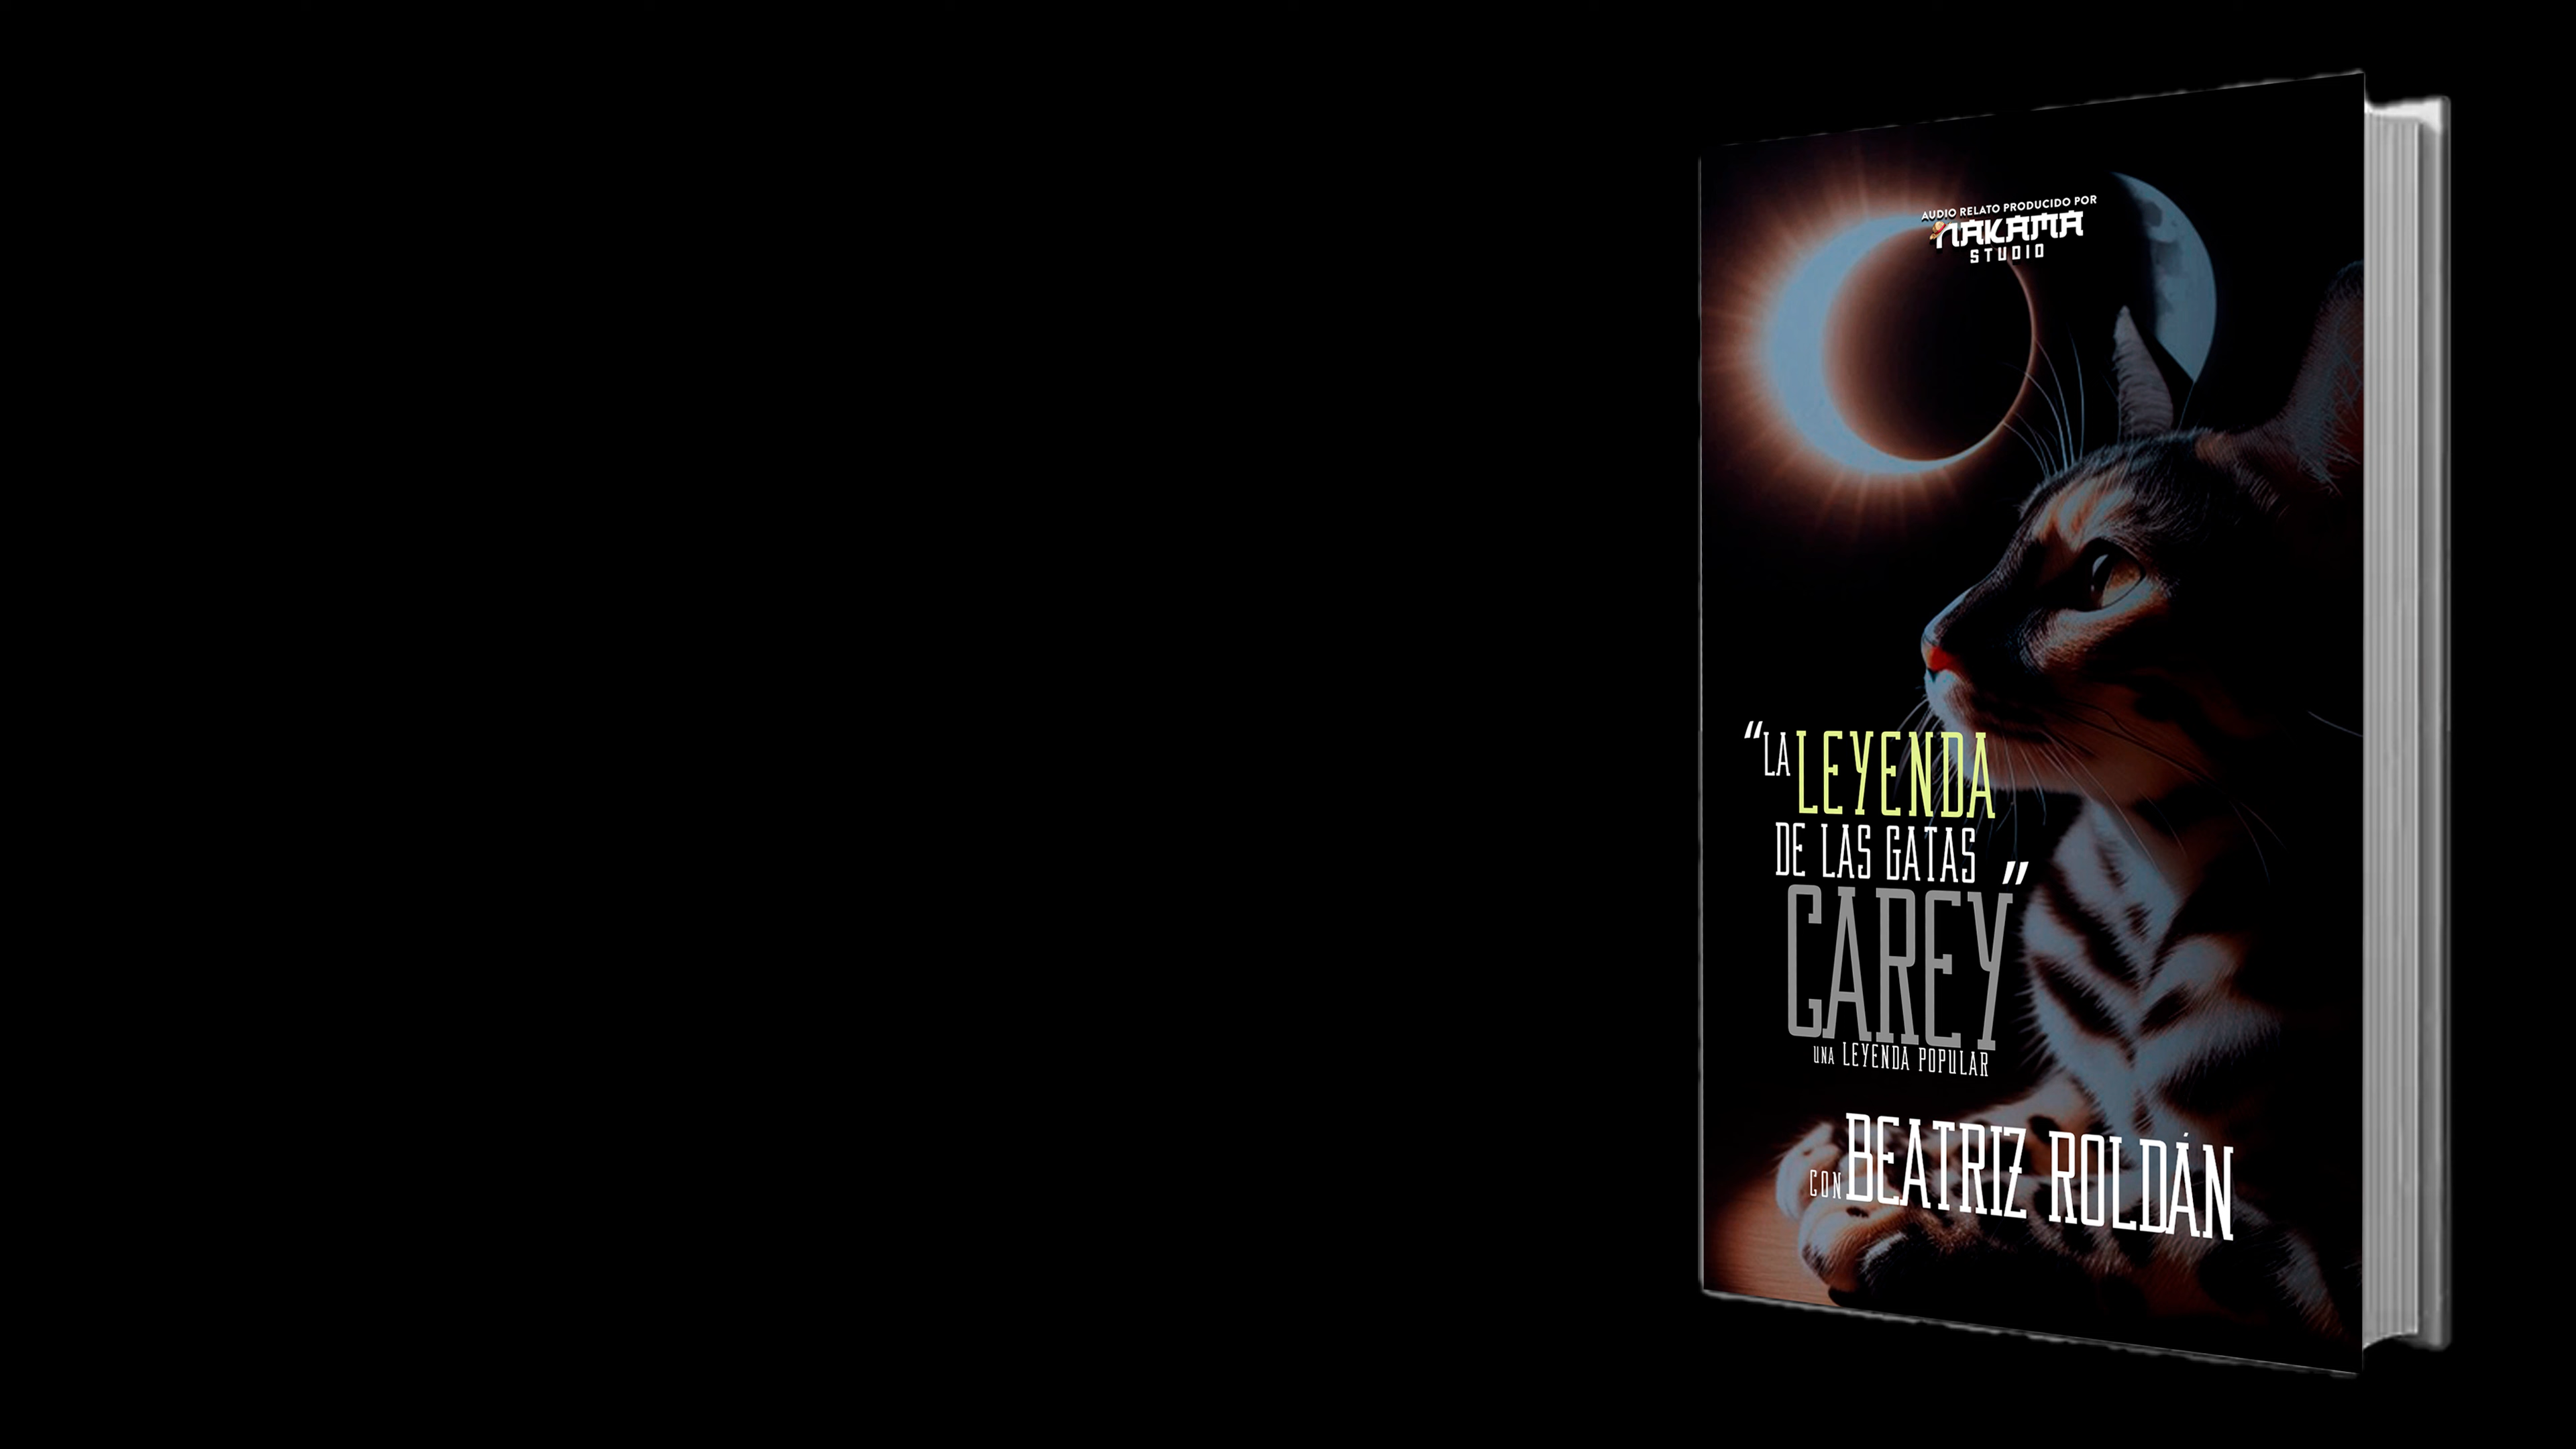 AUDIO RELATO PRODUCIDO POR
NAKAMA
STUDIO
"LA LEYENDA
DE LAS GATAS
CAREY"
UNA LEYENDA POPULAR
CON BEATRIZ ROLDÁN